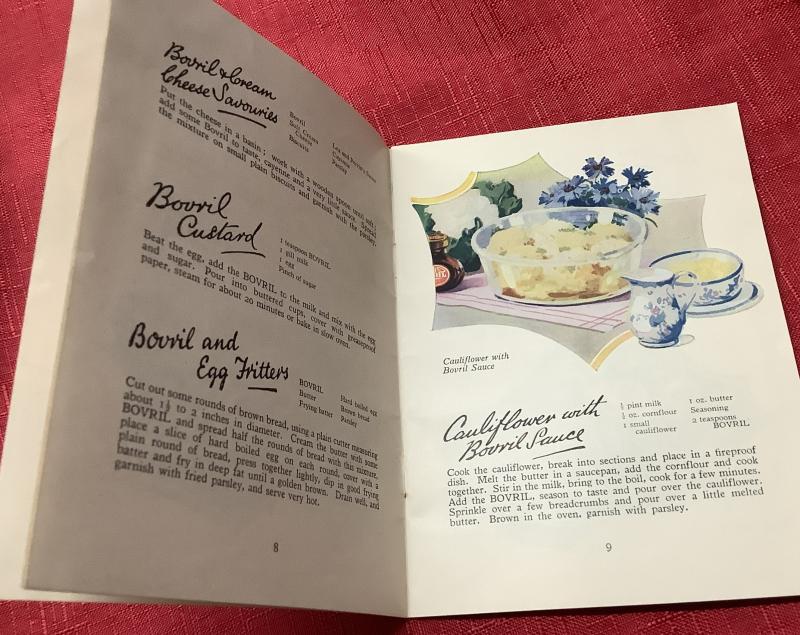 Bovril & Cream
Cheese Savouries
Bovril
Soft Cream
Cheese
Biscuits
Lea and Perrin's Sauce
Cayenne
Parsley
Put the cheese in a basin; work with a wooden spoon until soft;
add some Bovril to taste, cayenne and a very little sauce. Spread
the mixture on small plain biscuits and garnish with the parsley.
Bovril
Custard
1 teaspoon BOVRIL
1 gill milk
1 egg
Pinch of sugar
Beat the egg, add the BOVRIL to the milk and mix with the egg
and sugar. Pour into buttered cups, cover with greaseproof
paper, steam for about 20 minutes or bake in slow oven.
Bovril and
Egg Fritters
BOVRIL
Butter
Frying batter
Hard boiled egg
Brown bread
Parsley
Cut out some rounds of brown bread, using a plain cutter measuring
about 1½ to 2 inches in diameter. Cream the butter with some
BOVRIL and spread half the rounds of bread with this mixture,
place a slice of hard boiled egg on each round, cover with a
plain round of bread, press together lightly, dip in good frying
batter and fry in deep fat until a golden brown. Drain well, and
garnish with fried parsley, and serve very hot.
8
Cauliflower with
Bovril Sauce
Cauliflower with
Bovril Sauce
½ pint milk
½ oz. cornflour
1 small
cauliflower
1 oz. butter
Seasoning
2 teaspoons
BOVRIL
Cook the cauliflower, break into sections and place in a fireproof
dish. Melt the butter in a saucepan, add the cornflour and cook
together. Stir in the milk, bring to the boil, cook for a few minutes.
Add the BOVRIL, season to taste and pour over the cauliflower.
Sprinkle over a few breadcrumbs and pour over a little melted
butter. Brown in the oven, garnish with parsley.
9